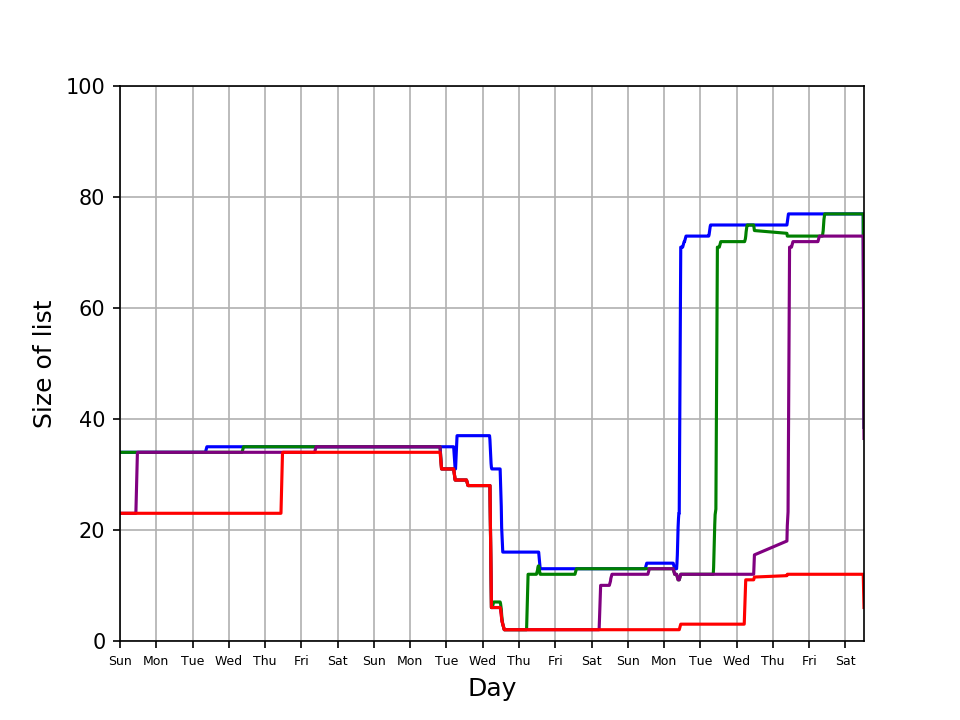 100
80
60
40
20
0
Size of list
Sun Mon Tue Wed Thu Fri Sat Sun Mon Tue Wed Thu Fri Sat Sun Mon Tue Wed Thu Fri Sat
Day